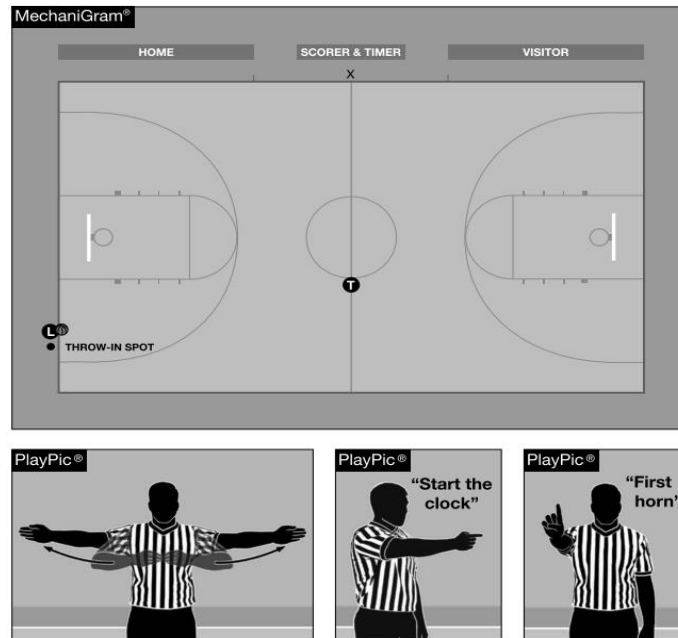 MechaniGram®
HOME
SCORER & TIMER
VISITOR
X
T
L
THROW-IN SPOT
PlayPic®
PlayPic®
"Start the
clock"
PlayPic®
"First
horn"